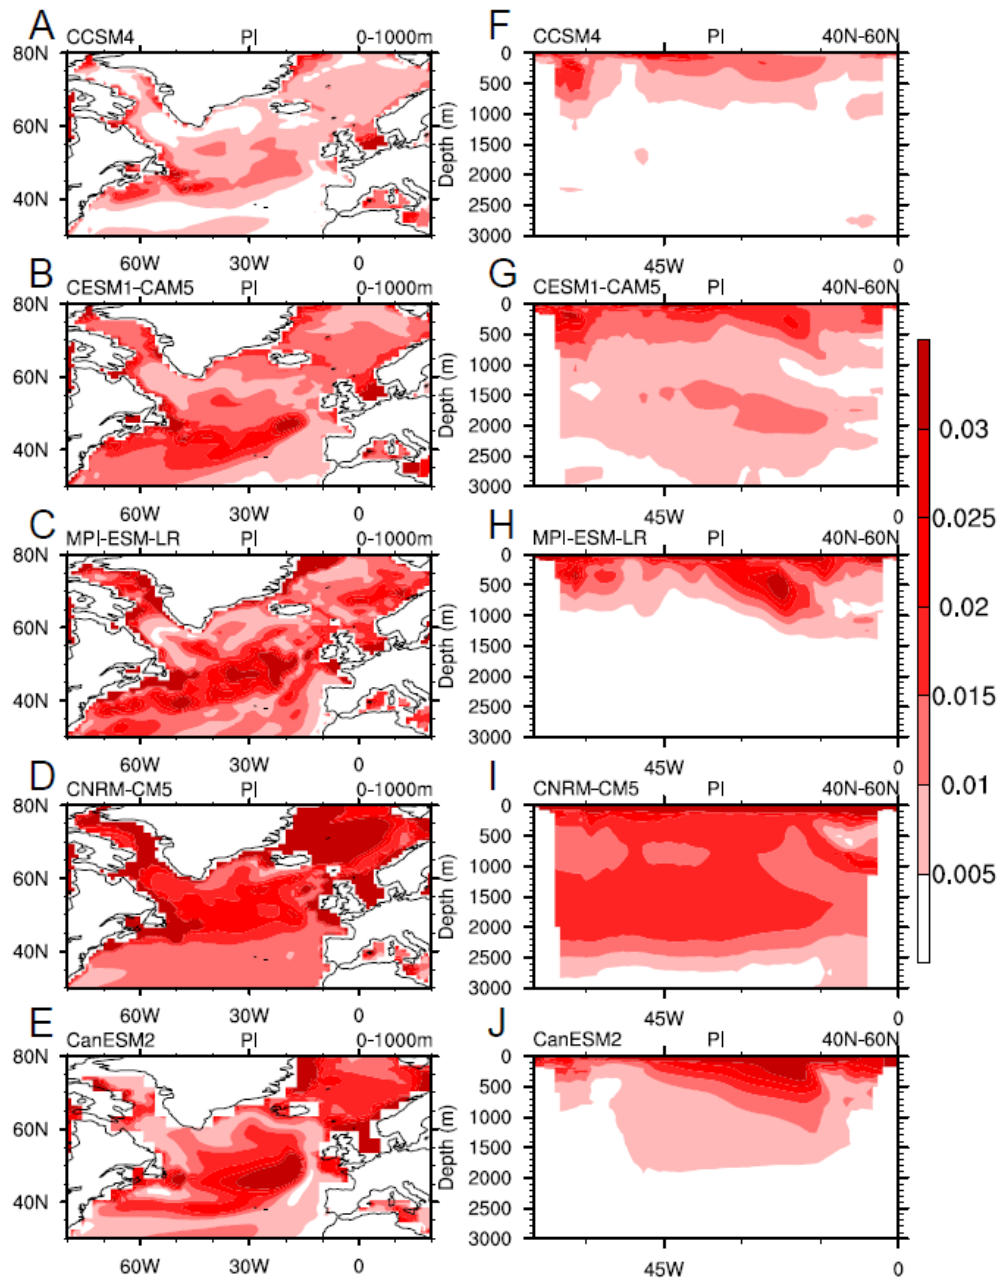 A
CCSM4 PI 0-1000m
80N
60N
40N
60W 30W 0
F
CCSM4 PI 40N-60N
Depth (m)
0
500
1000
1500
2000
2500
3000
45W 0
B
CESM1-CAM5 PI 0-1000m
80N
60N
40N
60W 30W 0
G
CESM1-CAM5 PI 40N-60N
Depth (m)
0
500
1000
1500
2000
2500
3000
45W 0
C
MPI-ESM-LR PI 0-1000m
80N
60N
40N
60W 30W 0
H
MPI-ESM-LR PI 40N-60N
Depth (m)
0
500
1000
1500
2000
2500
3000
45W 0
D
CNRM-CM5 PI 0-1000m
80N
60N
40N
60W 30W 0
I
CNRM-CM5 PI 40N-60N
Depth (m)
0
500
1000
1500
2000
2500
3000
45W 0
E
CanESM2 PI 0-1000m
80N
60N
40N
60W 30W 0
J
CanESM2 PI 40N-60N
Depth (m)
0
500
1000
1500
2000
2500
3000
45W 0
0.03
0.025
0.02
0.015
0.01
0.005